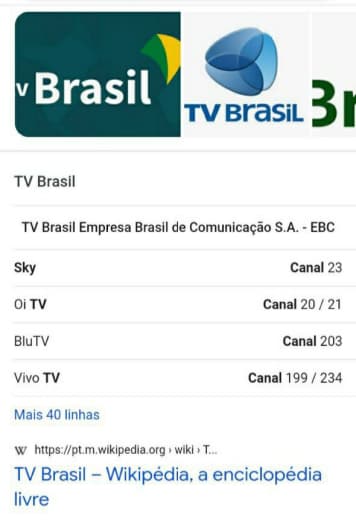 v Brasil
TV BRasiL
Br
TV Brasil
TV Brasil Empresa Brasil de Comunicação S.A. - EBC
Sky Canal 23
Oi TV Canal 20 / 21
BluTV Canal 203
Vivo TV Canal 199 / 234
Mais 40 linhas
W https://pt.m.wikipedia.org › wiki › T...
TV Brasil – Wikipédia, a enciclopédia
livre